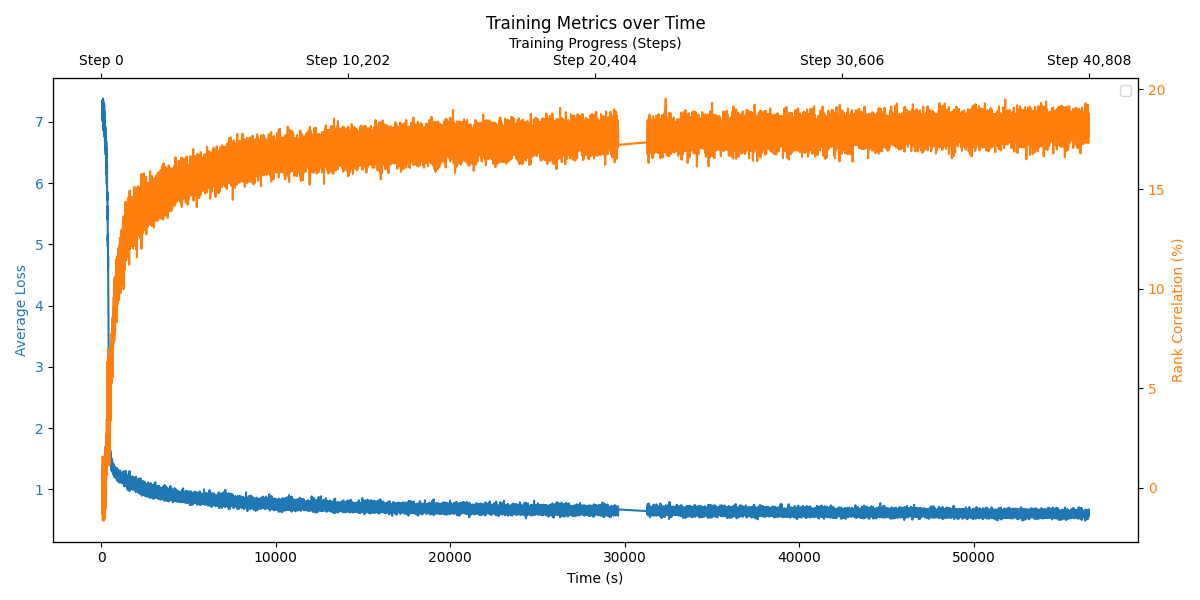 Training Metrics over Time
Training Progress (Steps)
Step 0 Step 10,202 Step 20,404 Step 30,606 Step 40,808
7
6
5
4
3
2
1
Average Loss
20
15
10
5
0
Rank Correlation (%)
0 10000 20000 30000 40000 50000
Time (s)